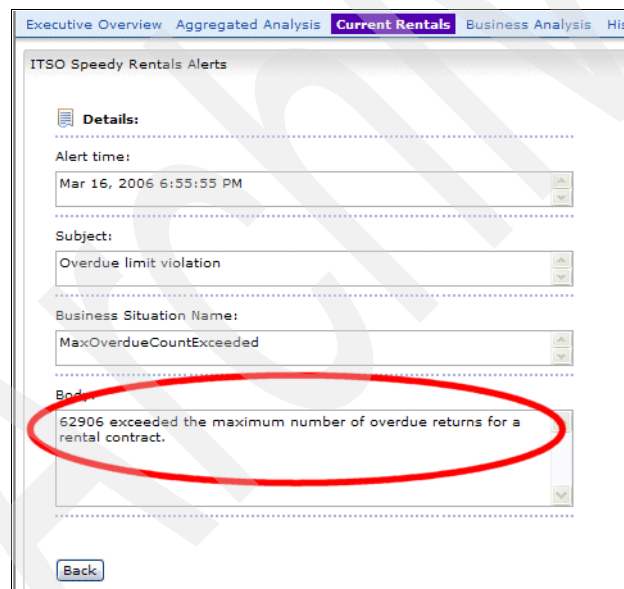 Executive Overview Aggregated Analysis Current Rentals Business Analysis His
ITSO Speedy Rentals Alerts
Details:
Alert time:
Mar 16, 2006 6:55:55 PM
Subject:
Overdue limit violation
Business Situation Name:
MaxOverdueCountExceeded
Body:
62906 exceeded the maximum number of overdue returns for a
rental contract.
Back